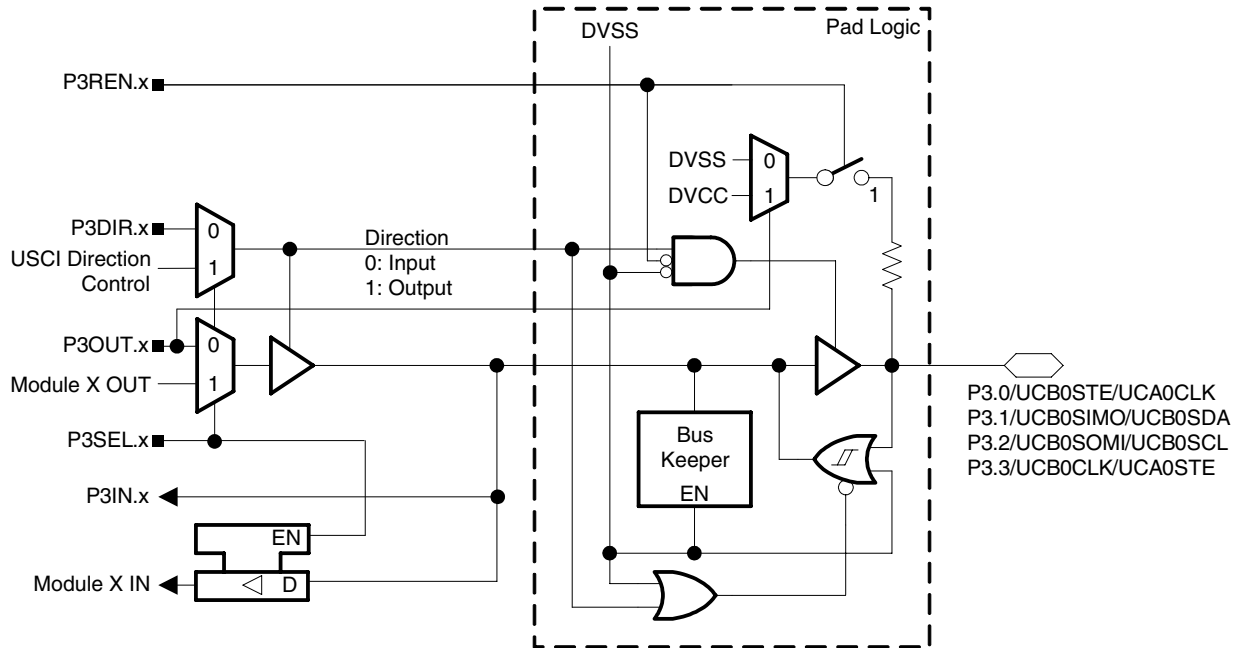 DVSS
Pad Logic
P3REN.x
DVSS
0
DVCC
1
1
P3DIR.x
0
USCI Direction
Control
1
Direction
0: Input
1: Output
P3OUT.x
0
Module X OUT
1
P3.0/UCB0STE/UCA0CLK
P3.1/UCB0SIMO/UCB0SDA
P3.2/UCB0SOMI/UCB0SCL
P3.3/UCB0CLK/UCA0STE
P3SEL.x
Bus
Keeper
EN
P3IN.x
EN
Module X IN
D